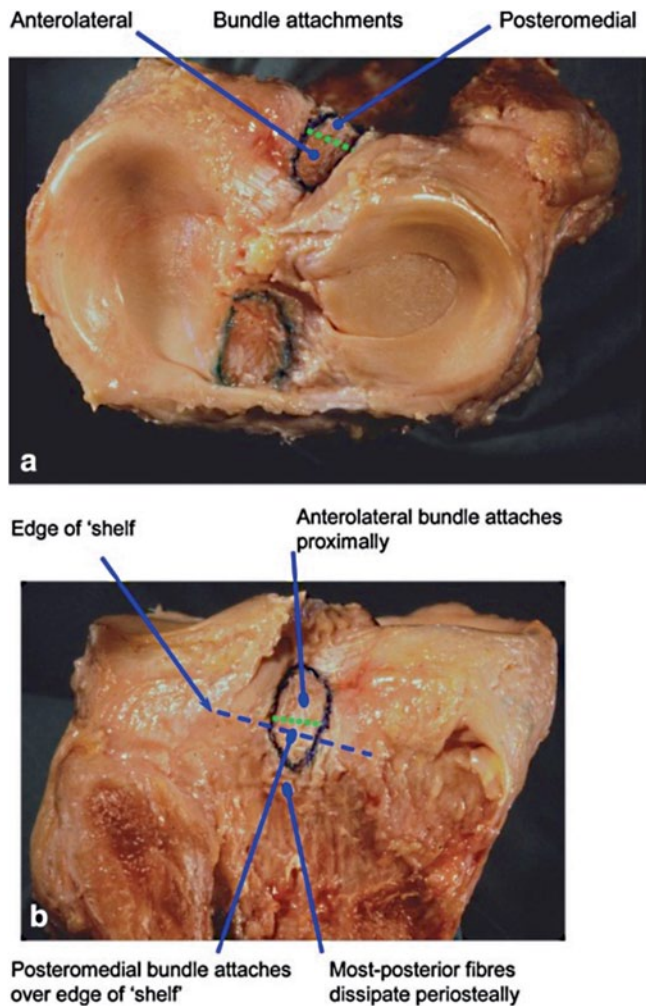 Anterolateral
Bundle attachments
Posteromedial
a
Edge of ‘shelf
Anterolateral bundle attaches
proximally
b
Posteromedial bundle attaches
over edge of ‘shelf’
Most-posterior fibres
dissipate periosteally